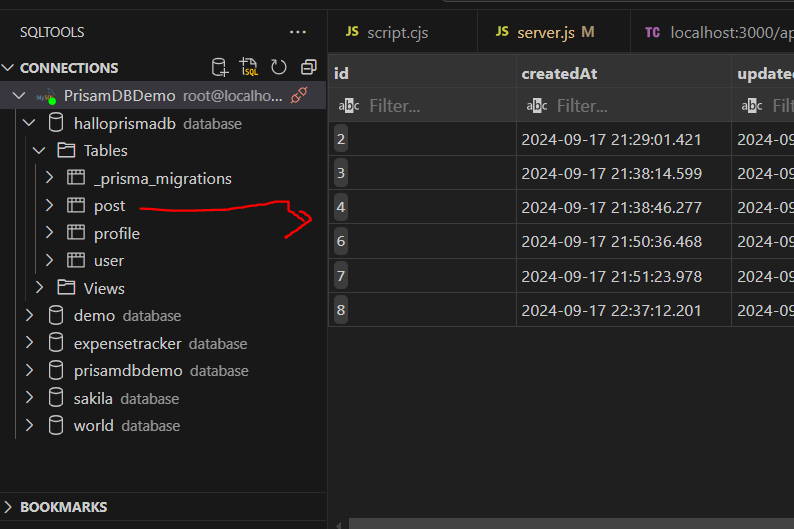 SQLTOOLS
CONNECTIONS
PrisamDBDemo root@localho...
halloprismadb database
Tables
_prisma_migrations
post
profile
user
Views
demo database
expensetracker database
prisamdbdemo database
sakila database
world database
BOOKMARKS
JS script.cjs JS server.js M TC localhost:3000/ap
id createdAt update
abc Filter... abc Filter... abc
2 2024-09-17 21:29:01.421 2024-09
3 2024-09-17 21:38:14.599 2024-09
4 2024-09-17 21:38:46.277 2024-09
6 2024-09-17 21:50:36.468 2024-09
7 2024-09-17 21:51:23.978 2024-09
8 2024-09-17 22:37:12.201 2024-09